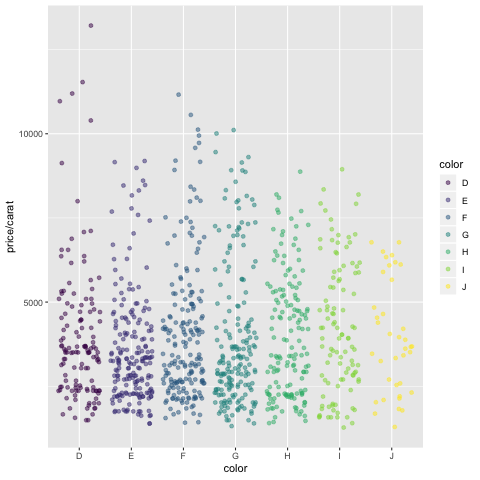 price/carat
10000
5000
D E F G H I J
color
color
D
E
F
G
H
I
J